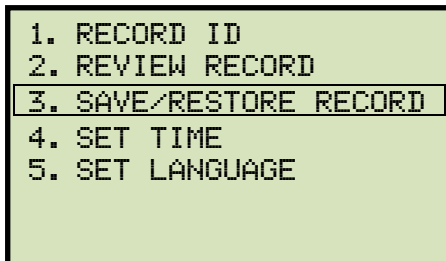 1. RECORD ID
2. REVIEW RECORD
3. SAVE/RESTORE RECORD
4. SET TIME
5. SET LANGUAGE